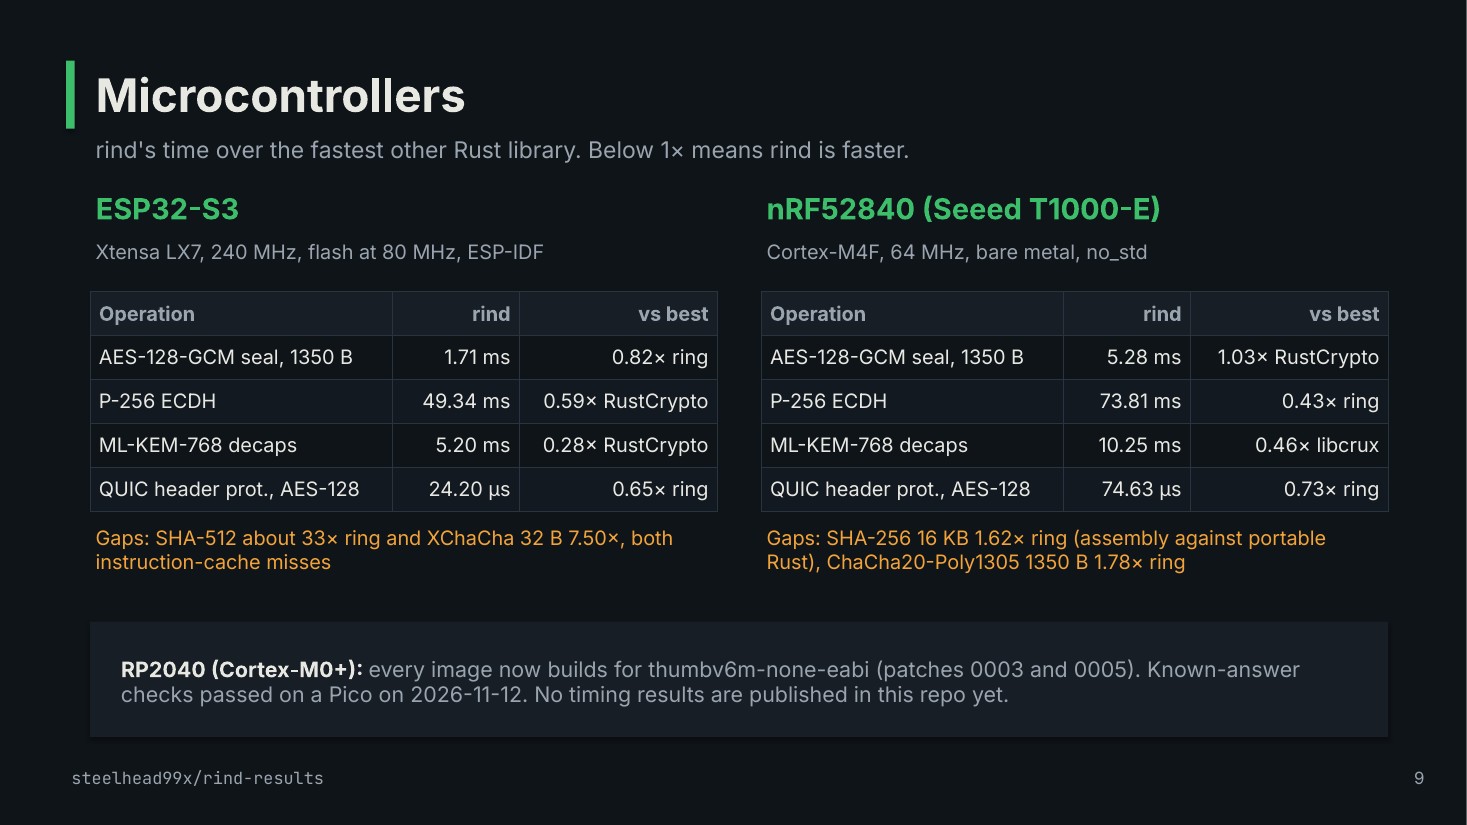 Microcontrollers
rind's time over the fastest other Rust library. Below 1× means rind is faster.
ESP32-S3
Xtensa LX7, 240 MHz, flash at 80 MHz, ESP-IDF
Operation rind vs best
AES-128-GCM seal, 1350 B 1.71 ms 0.82× ring
P-256 ECDH 49.34 ms 0.59× RustCrypto
ML-KEM-768 decaps 5.20 ms 0.28× RustCrypto
QUIC header prot., AES-128 24.20 µs 0.65× ring
Gaps: SHA-512 about 33× ring and XChaCha 32 B 7.50×, both
instruction-cache misses
nRF52840 (Seeed T1000-E)
Cortex-M4F, 64 MHz, bare metal, no_std
Operation rind vs best
AES-128-GCM seal, 1350 B 5.28 ms 1.03× RustCrypto
P-256 ECDH 73.81 ms 0.43× ring
ML-KEM-768 decaps 10.25 ms 0.46× libcrux
QUIC header prot., AES-128 74.63 µs 0.73× ring
Gaps: SHA-256 16 KB 1.62× ring (assembly against portable
Rust), ChaCha20-Poly1305 1350 B 1.78× ring
RP2040 (Cortex-M0+): every image now builds for thumbv6m-none-eabi (patches 0003 and 0005). Known-answer
checks passed on a Pico on 2026-11-12. No timing results are published in this repo yet.
steelhead99x/rind-results
9